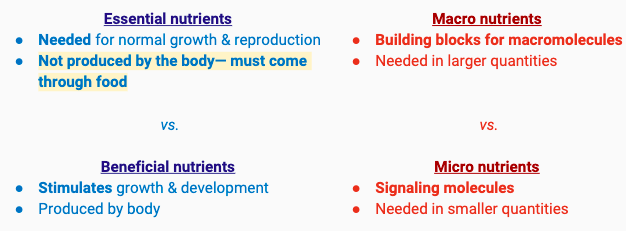 Essential nutrients
● Needed for normal growth & reproduction
● Not produced by the body— must come
through food
vs.
Beneficial nutrients
● Stimulates growth & development
● Produced by body
Macro nutrients
● Building blocks for macromolecules
● Needed in larger quantities
vs.
Micro nutrients
● Signaling molecules
● Needed in smaller quantities